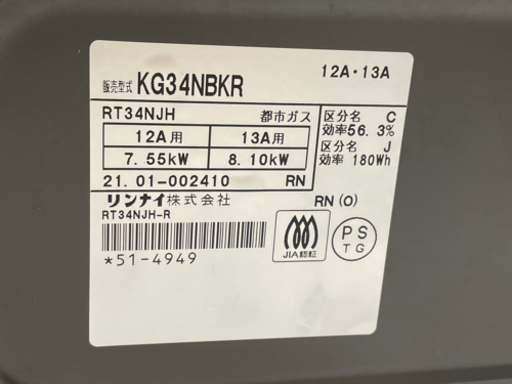 販売型式 KG34NBKR 12A・13A
RT34NJH 都市ガス
12A用 13A用
7.55kW 8.10kW
区分名 C
効率56.3%
区分名 J
効率 180Wh
21.01-002410 RN
リンナイ株式会社 RN(O)
RT34NJH-R
*51-4949
JIA認証
PS
TG